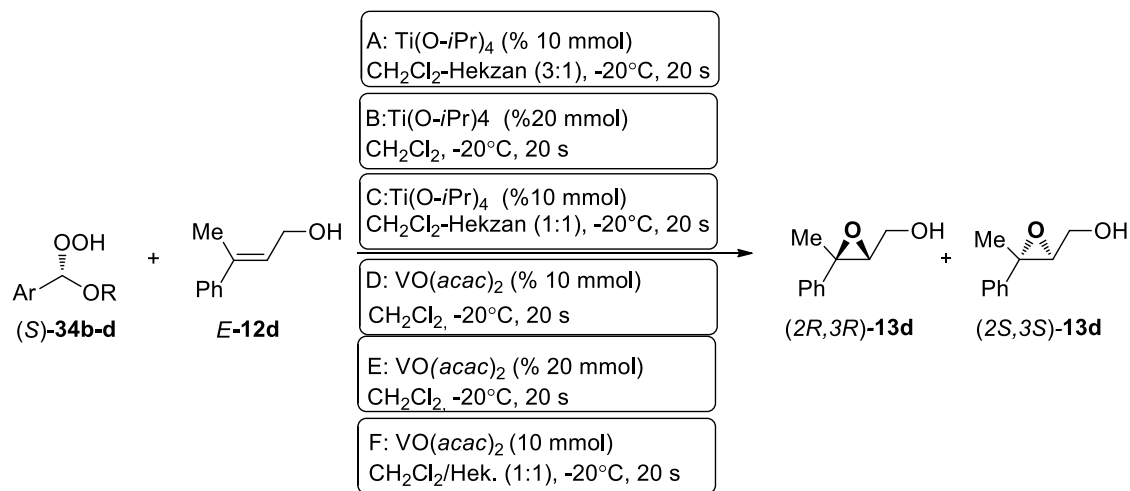 A: Ti(O-iPr)4 (% 10 mmol)
CH2Cl2-Hekzan (3:1), -20°C, 20 s
B:Ti(O-iPr)4 (%20 mmol)
CH2Cl2, -20°C, 20 s
C:Ti(O-iPr)4 (%10 mmol)
CH2Cl2-Hekzan (1:1), -20°C, 20 s
OOH
Ar
OR
(S)-34b-d
+
Me
OH
Ph
E-12d
D: VO(acac)2 (% 10 mmol)
CH2Cl2, -20°C, 20 s
E: VO(acac)2 (% 20 mmol)
CH2Cl2, -20°C, 20 s
F: VO(acac)2 (10 mmol)
CH2Cl2/Hek. (1:1), -20°C, 20 s
Me
O
OH
Ph
(2R,3R)-13d
+
Me
O
OH
Ph
(2S,3S)-13d